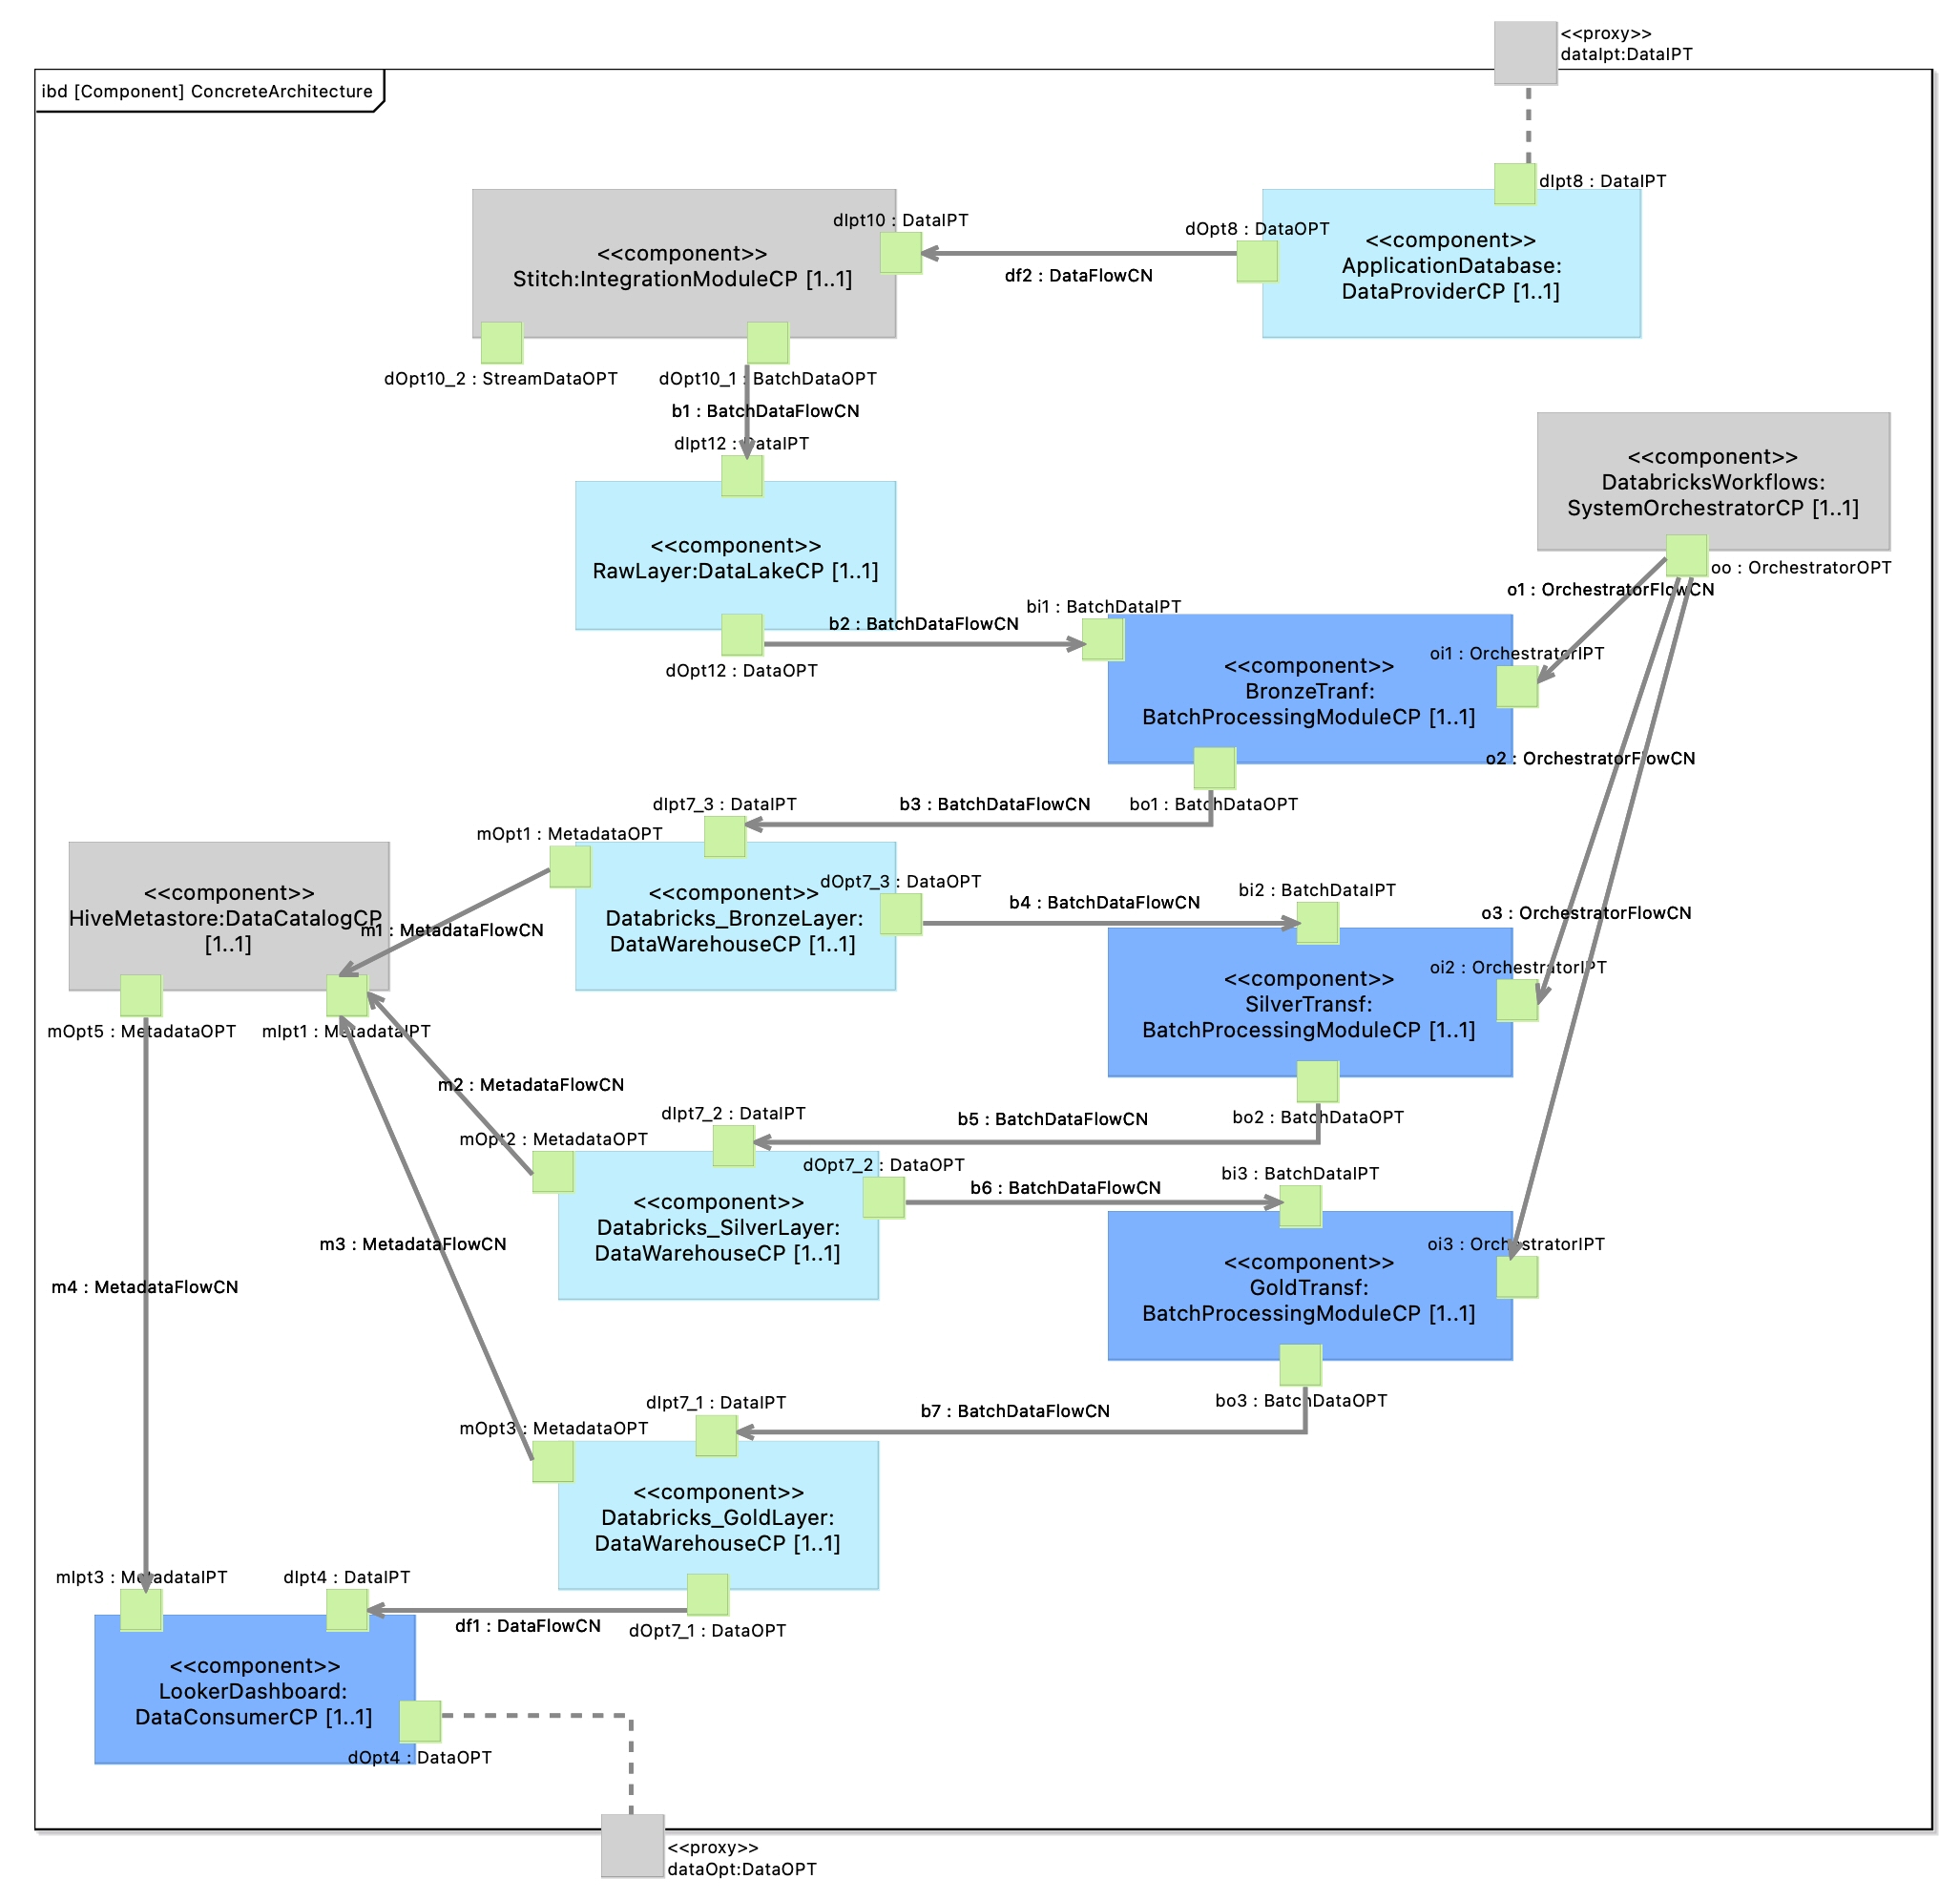 <<proxy>>
dataIpt:DataIPT
ibd [Component] ConcreteArchitecture
dIpt8 : DataIPT
dIpt10 : DataIPT
dOpt8 : DataOPT
<<component>>
Stitch:IntegrationModuleCP [1..1]
df2 : DataFlowCN
<<component>>
ApplicationDatabase:
DataProviderCP [1..1]
dOpt10_2 : StreamDataOPT
dOpt10_1 : BatchDataOPT
b1 : BatchDataFlowCN
dIpt12 : DataIPT
<<component>>
DatabricksWorkflows:
SystemOrchestratorCP [1..1]
<<component>>
RawLayer:DataLakeCP [1..1]
oo : OrchestratorOPT
o1 : OrchestratorFlowCN
bi1 : BatchDataIPT
b2 : BatchDataFlowCN
dOpt12 : DataOPT
oi1 : OrchestratorIPT
<<component>>
BronzeTranf:
BatchProcessingModuleCP [1..1]
o2 : OrchestratorFlowCN
dIpt7_3 : DataIPT
b3 : BatchDataFlowCN
bo1 : BatchDataOPT
mOpt1 : MetadataOPT
<<component>>
HiveMetastore:DataCatalogCP
[1..1]
<<component>>
Databricks_BronzeLayer:
DataWarehouseCP [1..1]
dOpt7_3 : DataOPT
b4 : BatchDataFlowCN
bi2 : BatchDataIPT
o3 : OrchestratorFlowCN
m1 : MetadataFlowCN
oi2 : OrchestratorIPT
<<component>>
SilverTransf:
BatchProcessingModuleCP [1..1]
mOpt5 : MetadataOPT
mIpt1 : MetadataIPT
m2 : MetadataFlowCN
dIpt7_2 : DataIPT
b5 : BatchDataFlowCN
bo2 : BatchDataOPT
mOpt2 : MetadataOPT
dOpt7_2 : DataOPT
b6 : BatchDataFlowCN
bi3 : BatchDataIPT
<<component>>
Databricks_SilverLayer:
DataWarehouseCP [1..1]
m3 : MetadataFlowCN
oi3 : OrchestratorIPT
<<component>>
GoldTransf:
BatchProcessingModuleCP [1..1]
m4 : MetadataFlowCN
dIpt7_1 : DataIPT
b7 : BatchDataFlowCN
bo3 : BatchDataOPT
mOpt3 : MetadataOPT
<<component>>
Databricks_GoldLayer:
DataWarehouseCP [1..1]
mIpt3 : MetadataIPT
dIpt4 : DataIPT
df1 : DataFlowCN
dOpt7_1 : DataOPT
<<component>>
LookerDashboard:
DataConsumerCP [1..1]
dOpt4 : DataOPT
<<proxy>>
dataOpt:DataOPT